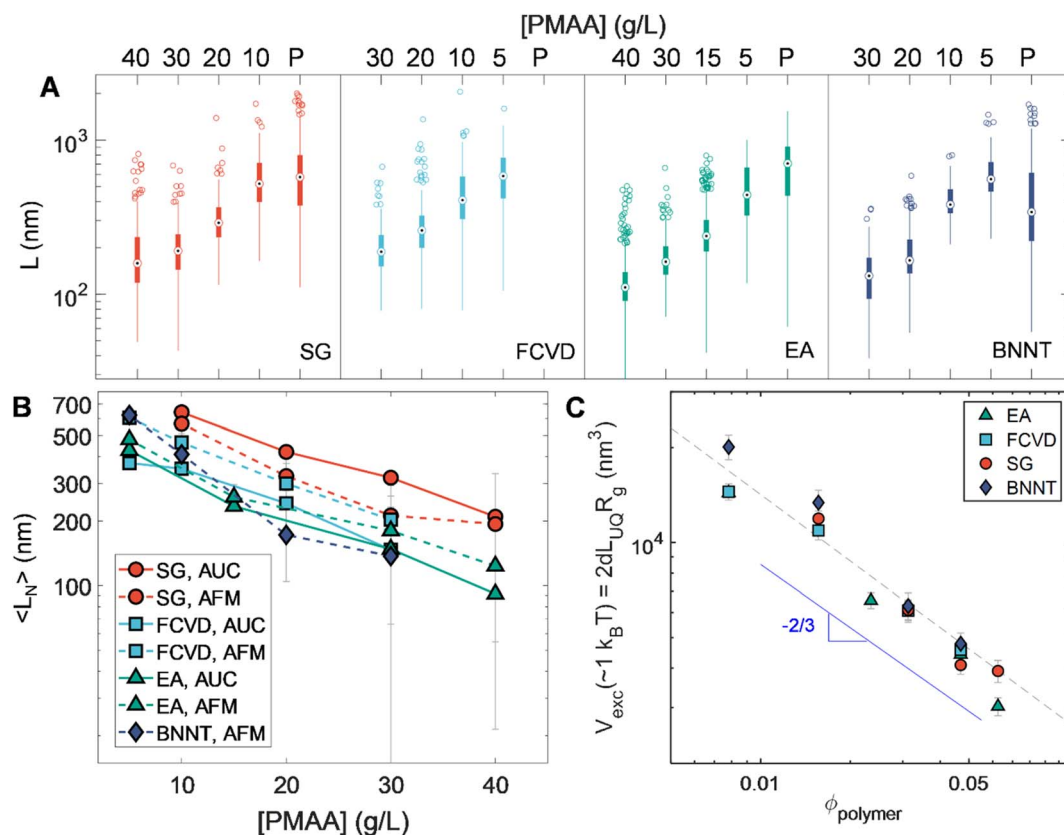 [PMAA] (g/L)
40 30 20 10 P 30 20 10 5 P 40 30 15 5 P 30 20 10 5 P
A
L (nm)
10³
10²
SG FCVD EA BNNT
B
<L_N> (nm)
700
500
300
200
100
SG, AUC
SG, AFM
FCVD, AUC
FCVD, AFM
EA, AUC
EA, AFM
BNNT, AFM
10 20 30 40
[PMAA] (g/L)
C
V_exc(~1 k_BT) = 2dL_UQR_g (nm³)
10⁴
EA
FCVD
SG
BNNT
-2/3
0.01 0.05
ϕ_polymer